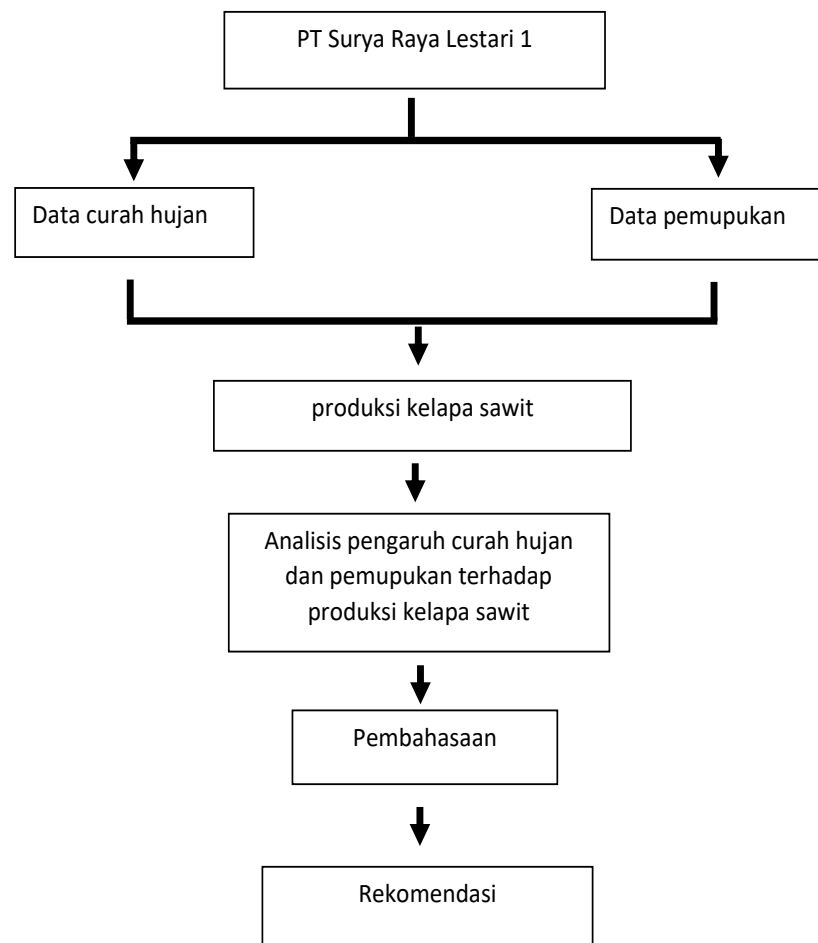 PT Surya Raya Lestari 1
Data curah hujan
Data pemupukan
produksi kelapa sawit
Analisis pengaruh curah hujan
dan pemupukan terhadap
produksi kelapa sawit
Pembahasaan
Rekomendasi